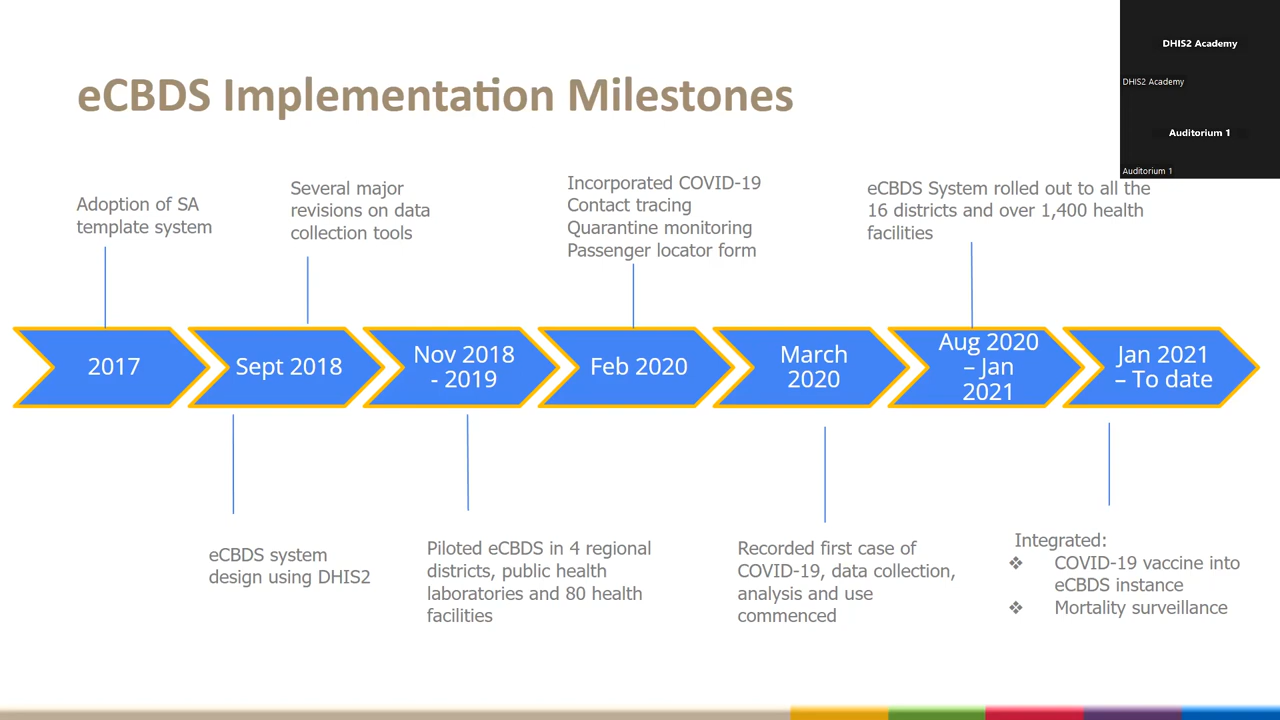 DHIS2 Academy
DHIS2 Academy
Auditorium 1
Auditorium 1
eCBDS Implementation Milestones
Adoption of SA
template system
Several major
revisions on data
collection tools
Incorporated COVID-19
Contact tracing
Quarantine monitoring
Passenger locator form
eCBDS System rolled out to all the
16 districts and over 1,400 health
facilities
2017
Sept 2018
Nov 2018
- 2019
Feb 2020
March
2020
Aug 2020
– Jan
2021
Jan 2021
– To date
eCBDS system
design using DHIS2
Piloted eCBDS in 4 regional
districts, public health
laboratories and 80 health
facilities
Recorded first case of
COVID-19, data collection,
analysis and use
commenced
Integrated:
❖ COVID-19 vaccine into
eCBDS instance
❖ Mortality surveillance